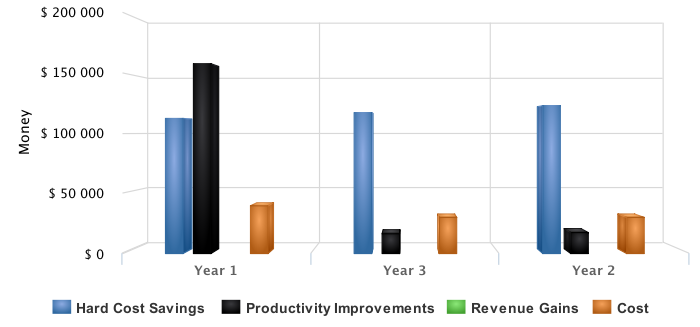 $ 200 000
$ 150 000
$ 100 000
$ 50 000
$ 0
Money
Year 1 Year 3 Year 2
Hard Cost Savings Productivity Improvements Revenue Gains Cost